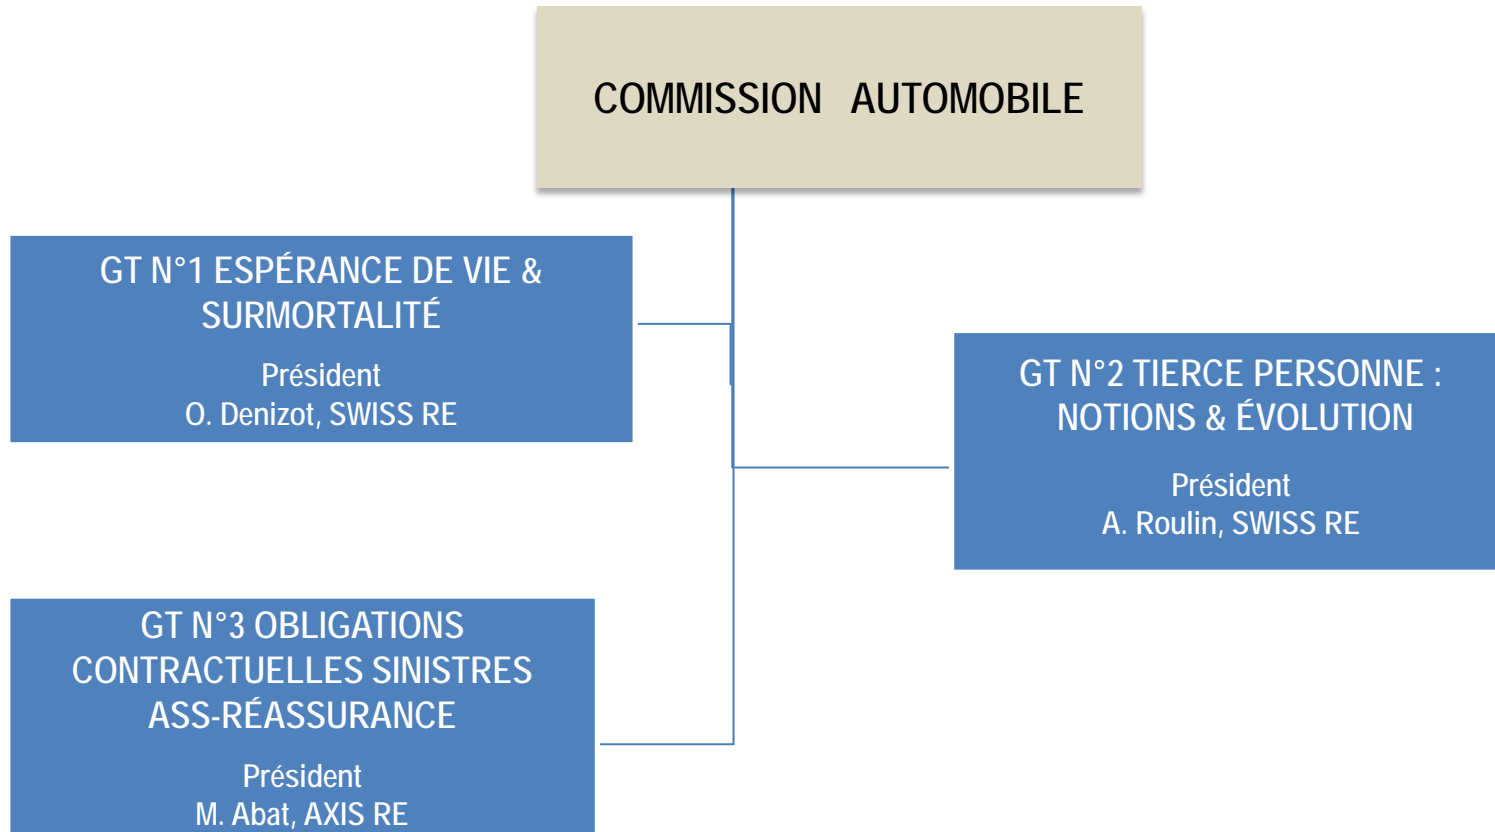 COMMISSION AUTOMOBILE
GT N°1 ESPÉRANCE DE VIE &
SURMORTALITÉ
Président
O. Denizot, SWISS RE
GT N°2 TIERCE PERSONNE :
NOTIONS & ÉVOLUTION
Président
A. Roulin, SWISS RE
GT N°3 OBLIGATIONS
CONTRACTUELLES SINISTRES
ASS-RÉASSURANCE
Président
M. Abat, AXIS RE